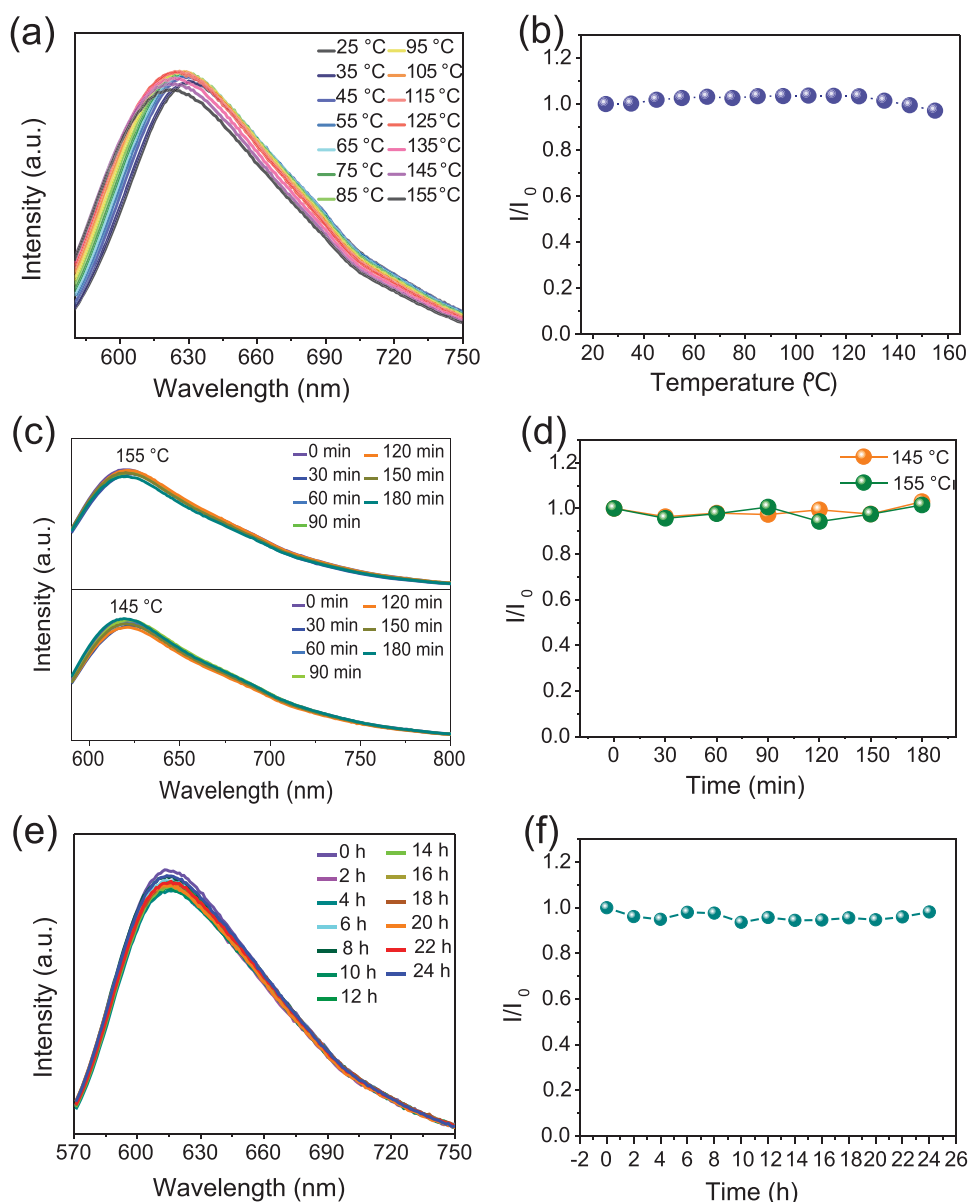 (a)
25 °C 95 °C
35 °C 105 °C
45 °C 115 °C
55 °C 125 °C
65 °C 135 °C
75 °C 145 °C
85 °C 155 °C
Intensity (a.u.)
600 630 660 690 720 750
Wavelength (nm)
(b)
1.2
1.0
0.8
0.6
0.4
0.2
0.0
I/I0
20 40 60 80 100 120 140 160
Temperature (ºC)
(c)
155 °C
0 min 120 min
30 min 150 min
60 min 180 min
90 min
145 °C
0 min 120 min
30 min 150 min
60 min 180 min
90 min
Intensity (a.u.)
600 650 700 750 800
Wavelength (nm)
(d)
145 °C
155 °C
1.2
1.0
0.8
0.6
0.4
0.2
0.0
I/I0
0 30 60 90 120 150 180
Time (min)
(e)
0 h 14 h
2 h 16 h
4 h 18 h
6 h 20 h
8 h 22 h
10 h 24 h
12 h
Intensity (a.u.)
570 600 630 660 690 720 750
Wavelength (nm)
(f)
1.2
1.0
0.8
0.6
0.4
0.2
0.0
I/I0
-2 0 2 4 6 8 10 12 14 16 18 20 22 24 26
Time (h)